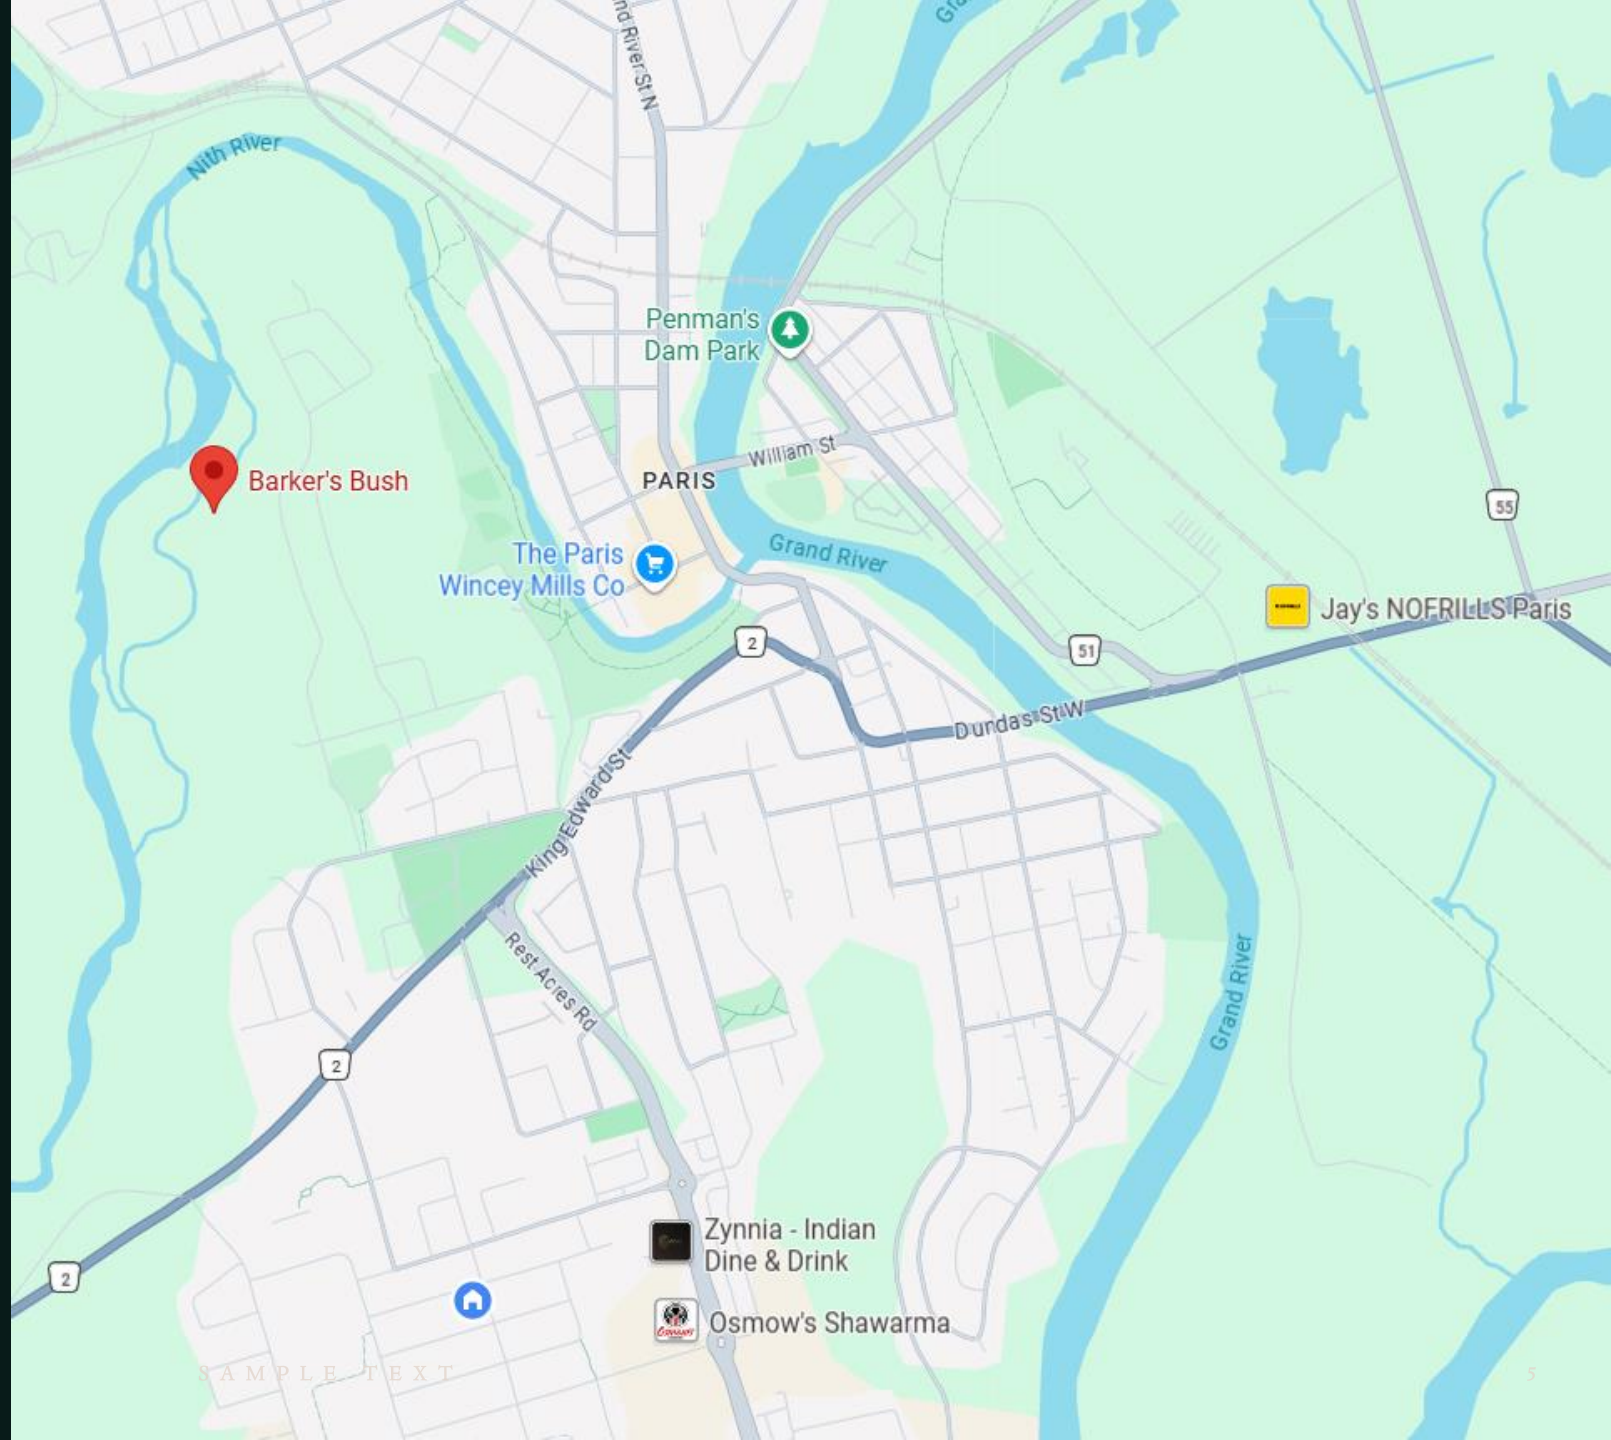 nd River St N
Gra
Nith River
Penman's
Dam Park
William St
PARIS
Barker's Bush
55
The Paris
Wincey Mills Co
Grand River
Jay's NOFRILLS Paris
2
51
Dundas St W
King Edward St
Rest Acres Rd
Grand River
2
Zynnia - Indian
Dine & Drink
2
Osmow's Shawarma
SAMPLE TEXT
5